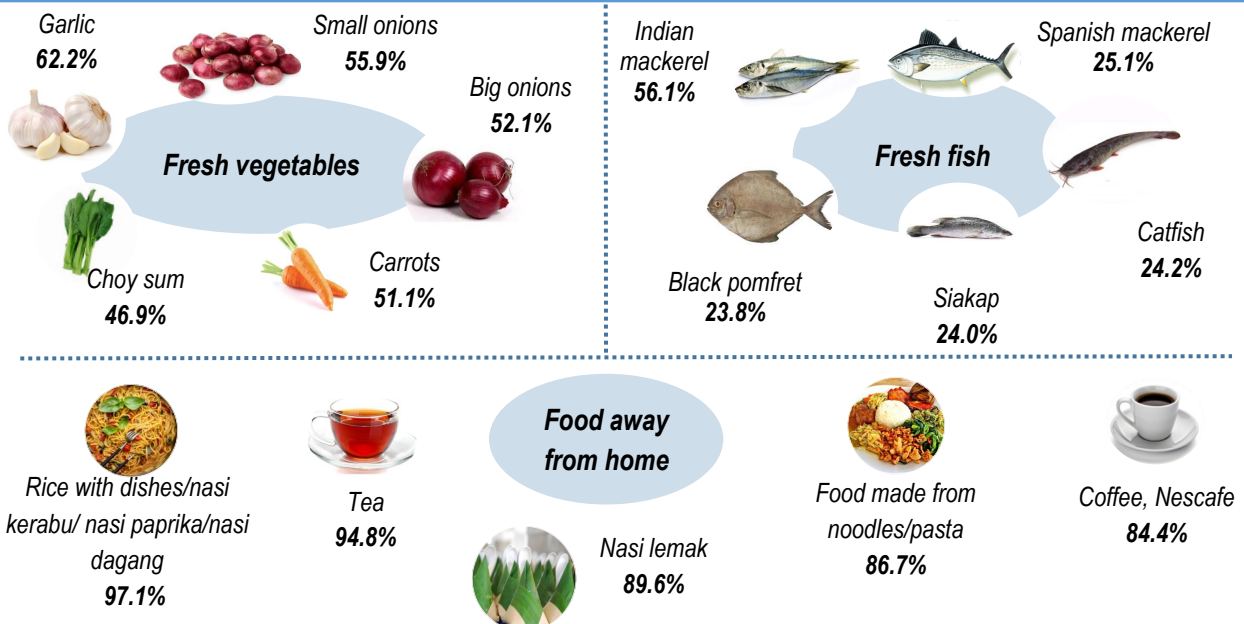 Fresh vegetables
Garlic
62.2%
Small onions
55.9%
Big onions
52.1%
Carrots
51.1%
Choy sum
46.9%
Fresh fish
Indian
mackerel
56.1%
Spanish mackerel
25.1%
Catfish
24.2%
Siakap
24.0%
Black pomfret
23.8%
Food away
from home
Rice with dishes/nasi
kerabu/ nasi paprika/nasi
dagang
97.1%
Tea
94.8%
Nasi lemak
89.6%
Food made from
noodles/pasta
86.7%
Coffee, Nescafe
84.4%